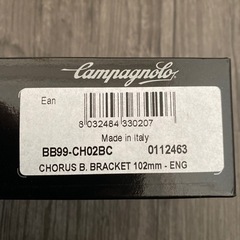 Campagnolo
Ean
8 032484 330207
Made in Italy
BB99-CH02BC 0112463
CHORUS B. BRACKET 102mm - ENG